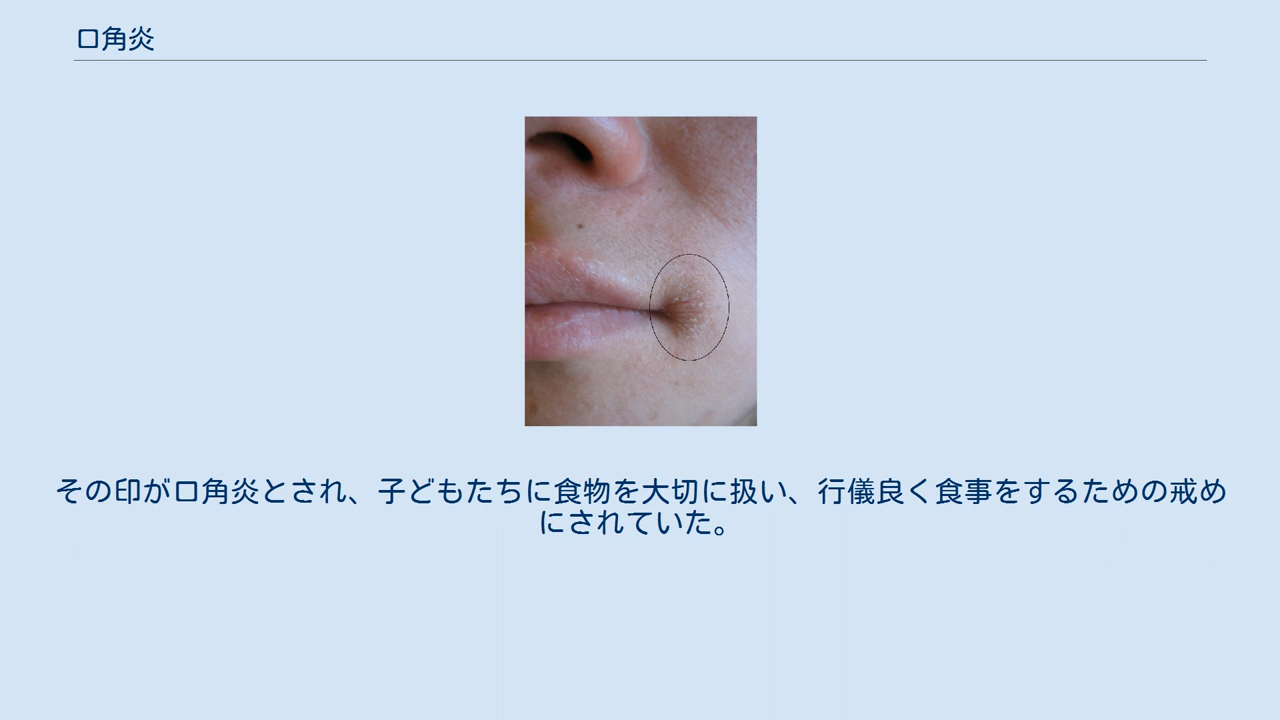 口角炎
その印が口角炎とされ、子どもたちに食物を大切に扱い、行儀良く食事をするための戒め
にされていた。